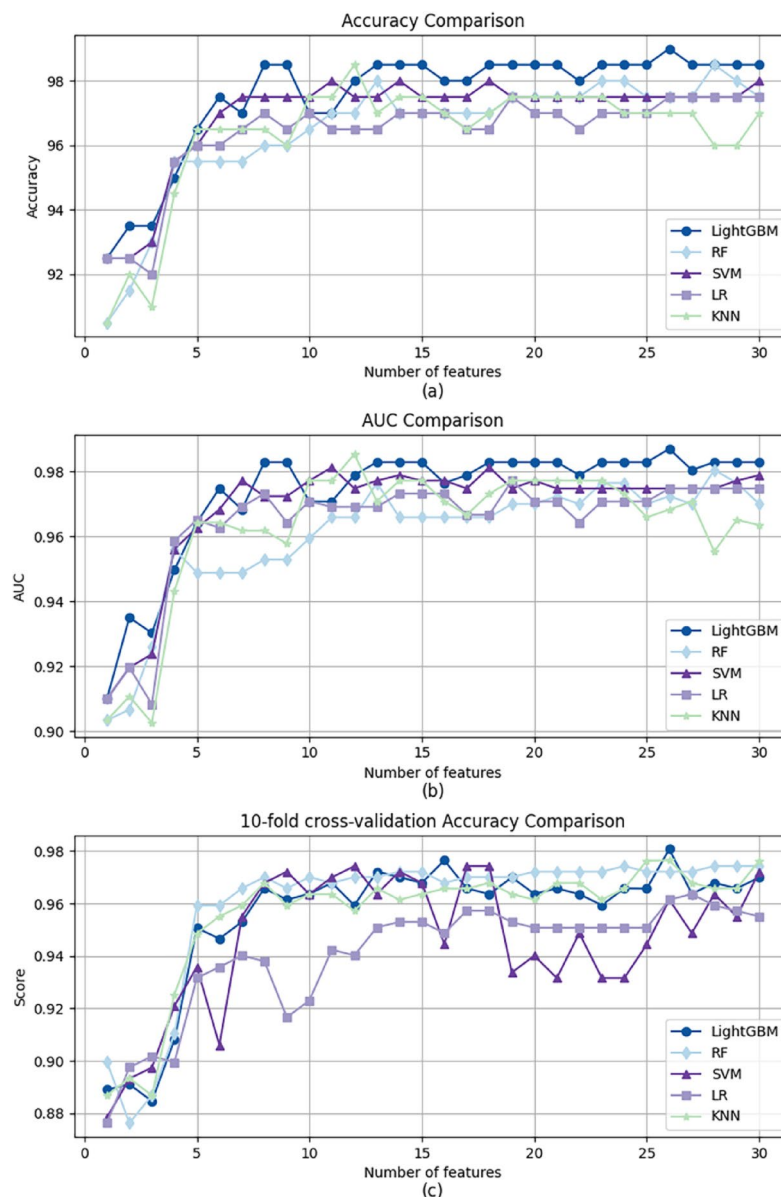 Accuracy Comparison
98
96
94
92
Accuracy
LightGBM
RF
SVM
LR
KNN
0 5 10 15 20 25 30
Number of features
(a)
AUC Comparison
0.98
0.96
0.94
0.92
0.90
AUC
LightGBM
RF
SVM
LR
KNN
0 5 10 15 20 25 30
Number of features
(b)
10-fold cross-validation Accuracy Comparison
0.98
0.96
0.94
0.92
0.90
0.88
Score
LightGBM
RF
SVM
LR
KNN
0 5 10 15 20 25 30
Number of features
(c)